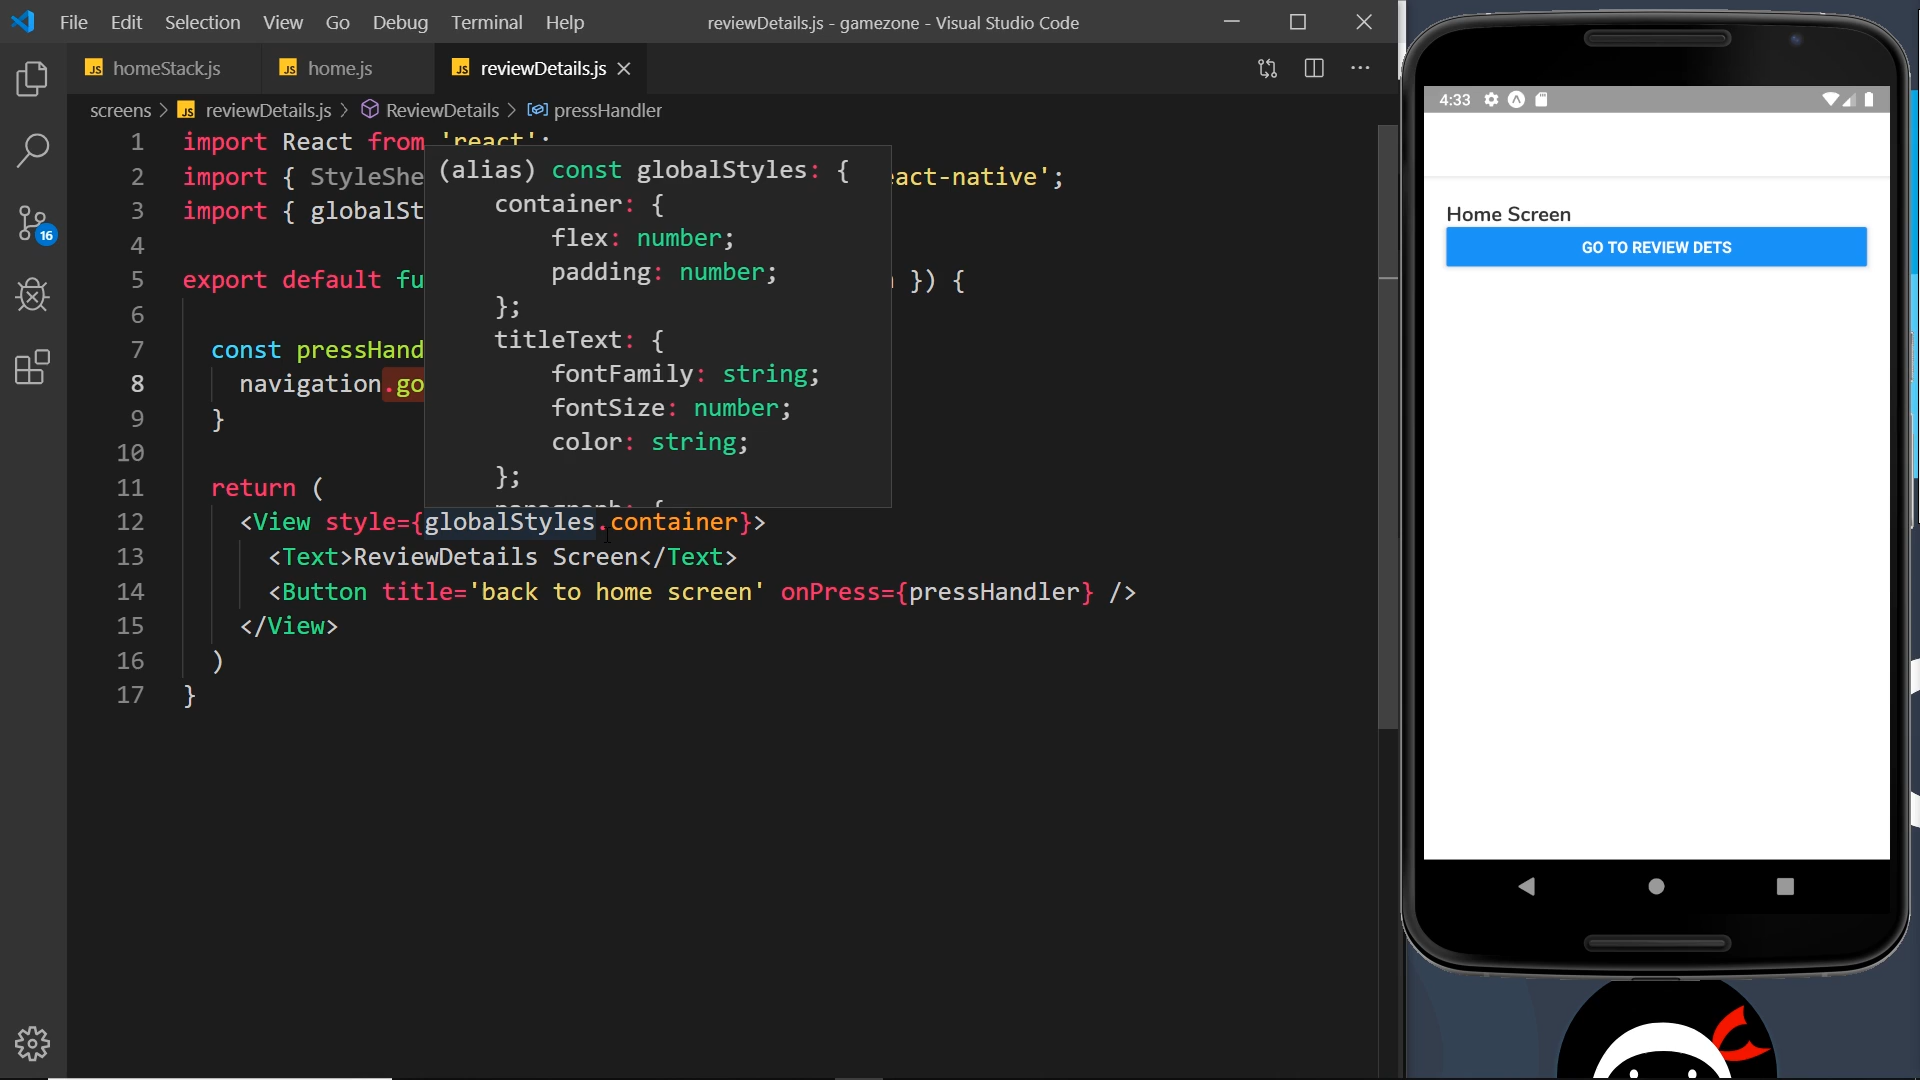 File Edit Selection View Go Debug Terminal Help
reviewDetails.js - gamezone - Visual Studio Code
JS homeStack.js
JS home.js
JS reviewDetails.js
screens > JS reviewDetails.js > ReviewDetails > pressHandler
1 import React from 'react';
2 import { StyleShe
act-native';
3 import { globalSt
4
5 export default fu
}) {
6
7 const pressHand
8 navigation.go
9 }
10
11 return (
12 <View style={globalStyles.container}>
13 <Text>ReviewDetails Screen</Text>
14 <Button title='back to home screen' onPress={pressHandler} />
15 </View>
16 )
17 }
(alias) const globalStyles: {
container: {
flex: number;
padding: number;
};
titleText: {
fontFamily: string;
fontSize: number;
color: string;
};
16
4:33
Home Screen
GO TO REVIEW DETS